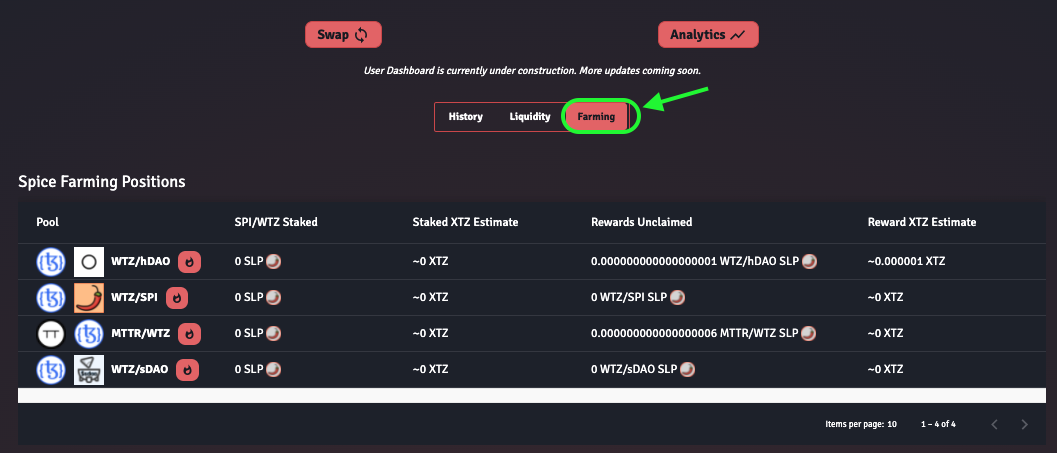 Swap
Analytics
User Dashboard is currently under construction. More updates coming soon.
History Liquidity Farming
Spice Farming Positions
Pool SPI/WTZ Staked Staked XTZ Estimate Rewards Unclaimed Reward XTZ Estimate
WTZ/hDAO 0 SLP ~0 XTZ 0.000000000000000001 WTZ/hDAO SLP ~0.000001 XTZ
WTZ/SPI 0 SLP ~0 XTZ 0 WTZ/SPI SLP ~0 XTZ
MTTR/WTZ 0 SLP ~0 XTZ 0.000000000000000006 MTTR/WTZ SLP ~0 XTZ
WTZ/sDAO 0 SLP ~0 XTZ 0 WTZ/sDAO SLP ~0 XTZ
Items per page: 10 1 – 4 of 4